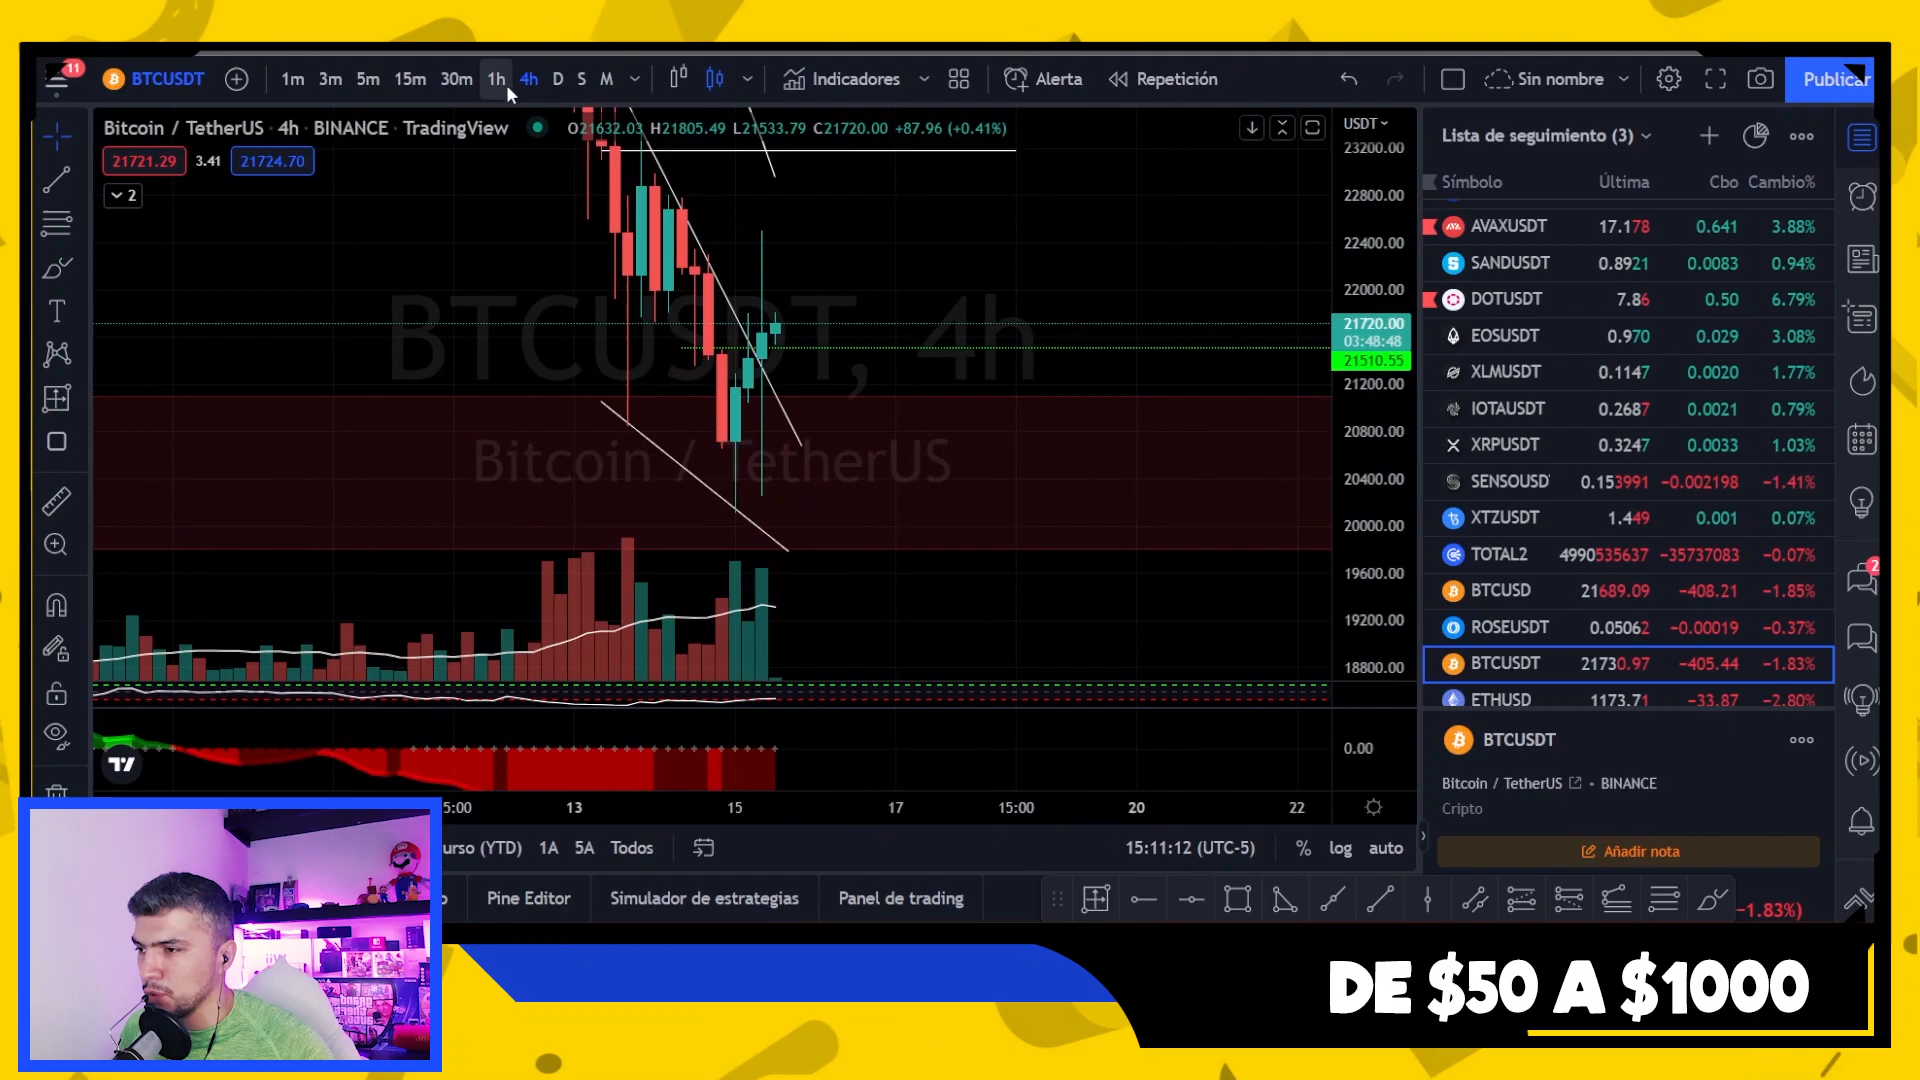 11
BTCUSDT 1m 3m 5m 15m 30m 1h 4h D S M Indicadores Alerta Repetición Sin nombre Publicar
Bitcoin / TetherUS · 4h · BINANCE · TradingView O21632.03 H21805.49 L21533.79 C21720.00 +87.96 (+0.41%)
21721.29 3.41 21724.70
2
BTCUSDT, 4h
Bitcoin / TetherUS
USDT
23200.00
22800.00
22400.00
22000.00
21720.00
03:48:48
21510.55
21200.00
20800.00
20400.00
20000.00
19600.00
19200.00
18800.00
0.00
5:00 13 15 17 15:00 20 22
urso (YTD) 1A 5A Todos 15:11:12 (UTC-5) % log auto
o Pine Editor Simulador de estrategias Panel de trading
−1.83%)
Lista de seguimiento (3)
Símbolo Última Cbo Cambio%
AVAXUSDT 17.178 0.641 3.88%
SANDUSDT 0.8921 0.0083 0.94%
DOTUSDT 7.86 0.50 6.79%
EOSUSDT 0.970 0.029 3.08%
XLMUSDT 0.1147 0.0020 1.77%
IOTAUSDT 0.2687 0.0021 0.79%
XRPUSDT 0.3247 0.0033 1.03%
SENSOUSD 0.153991 −0.002198 −1.41%
XTZUSDT 1.449 0.001 0.07%
TOTAL2 4990535637 −35737083 −0.07%
BTCUSD 21689.09 −408.21 −1.85%
ROSEUSDT 0.05062 −0.00019 −0.37%
BTCUSDT 21730.97 −405.44 −1.83%
ETHUSD 1173.71 −33.87 −2.80%
BTCUSDT
Bitcoin / TetherUS • BINANCE
Cripto
Añadir nota
2
DE $50 A $1000